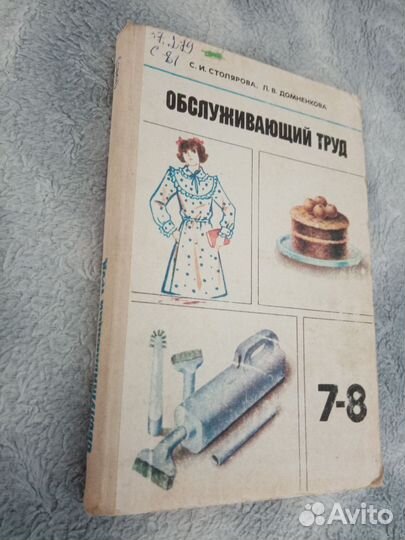 С. И. СТОЛЯРОВА, Л. В. ДОМНЕНКОВА
ОБСЛУЖИВАЮЩИЙ ТРУД
7-8
Avito